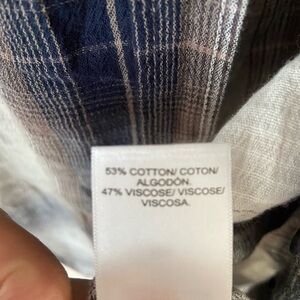 53% COTTON/ COTON/
ALGODÓN.
47% VISCOSE/ VISCOSE/
VISCOSA.